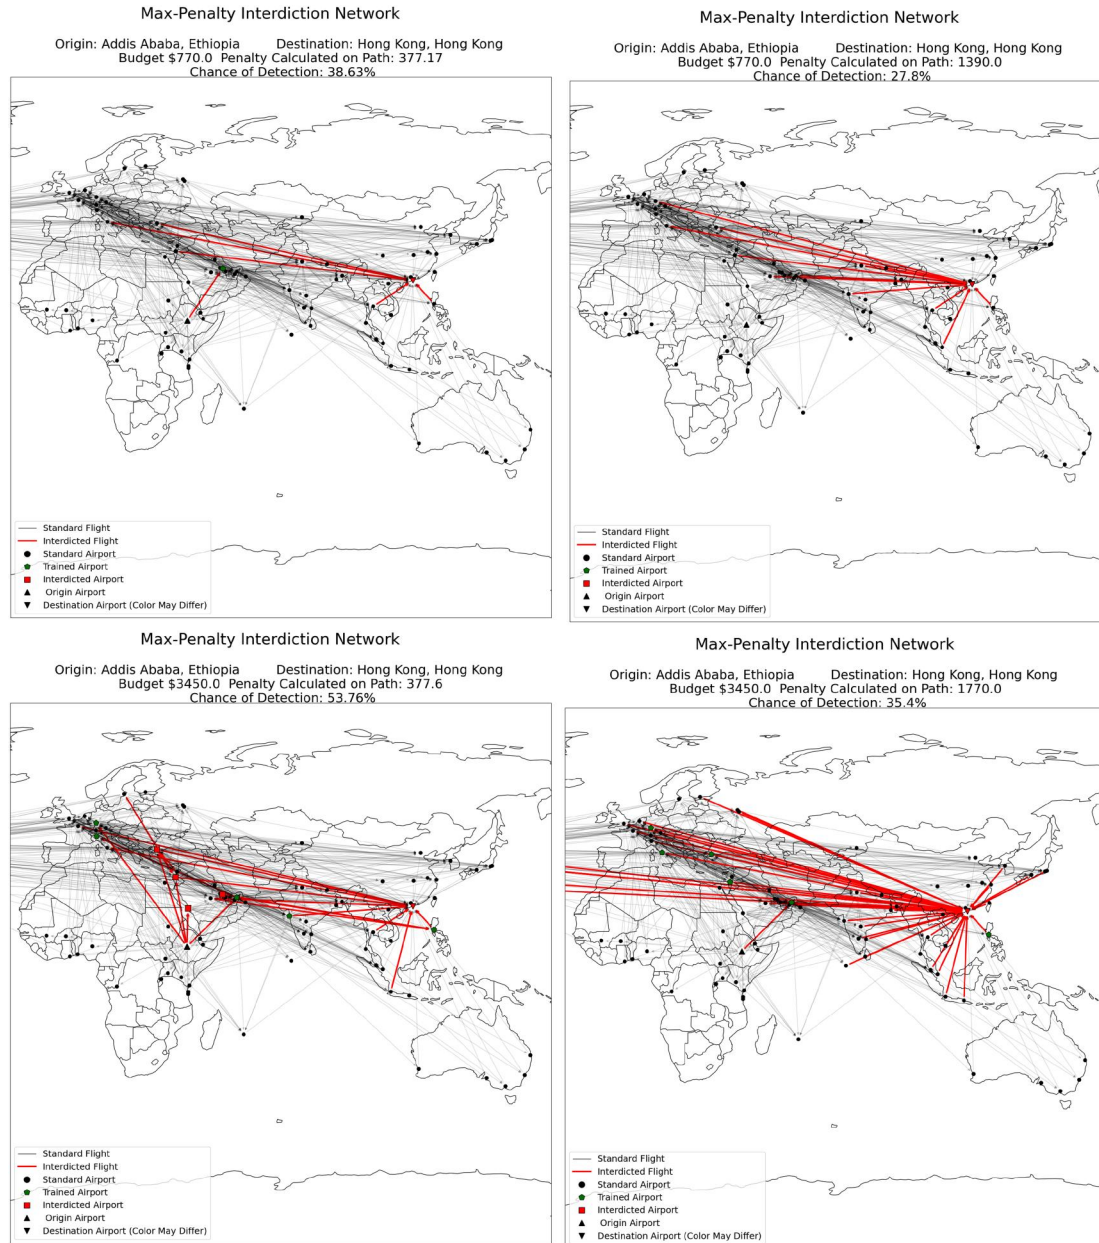 Max-Penalty Interdiction Network
Origin: Addis Ababa, Ethiopia Destination: Hong Kong, Hong Kong
Budget $770.0 Penalty Calculated on Path: 377.17
Chance of Detection: 38.63%
Standard Flight
Interdicted Flight
Standard Airport
Trained Airport
Interdicted Airport
Origin Airport
Destination Airport (Color May Differ)
Max-Penalty Interdiction Network
Origin: Addis Ababa, Ethiopia Destination: Hong Kong, Hong Kong
Budget $770.0 Penalty Calculated on Path: 1390.0
Chance of Detection: 27.8%
Standard Flight
Interdicted Flight
Standard Airport
Trained Airport
Interdicted Airport
Origin Airport
Destination Airport (Color May Differ)
Max-Penalty Interdiction Network
Origin: Addis Ababa, Ethiopia Destination: Hong Kong, Hong Kong
Budget $3450.0 Penalty Calculated on Path: 377.6
Chance of Detection: 53.76%
Standard Flight
Interdicted Flight
Standard Airport
Trained Airport
Interdicted Airport
Origin Airport
Destination Airport (Color May Differ)
Max-Penalty Interdiction Network
Origin: Addis Ababa, Ethiopia Destination: Hong Kong, Hong Kong
Budget $3450.0 Penalty Calculated on Path: 1770.0
Chance of Detection: 35.4%
Standard Flight
Interdicted Flight
Standard Airport
Trained Airport
Interdicted Airport
Origin Airport
Destination Airport (Color May Differ)